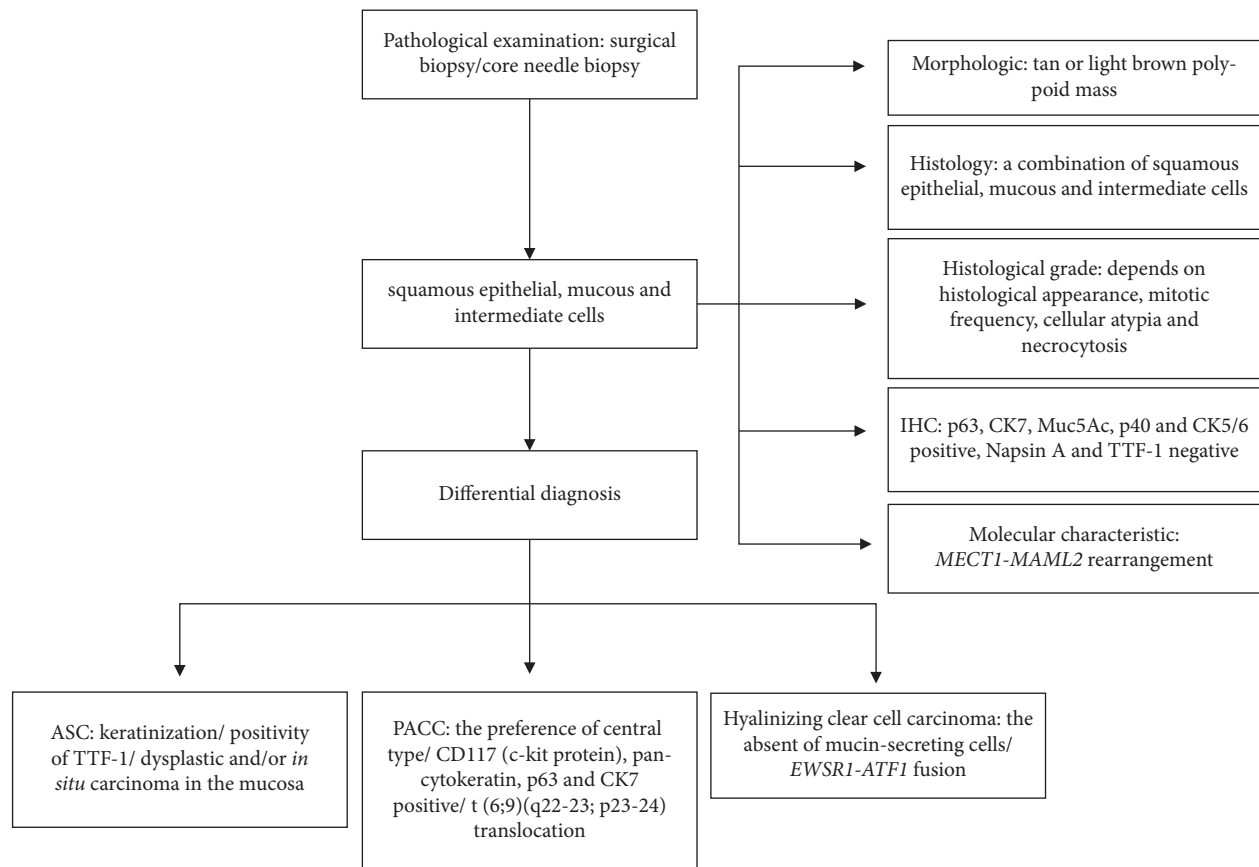 Pathological examination: surgical
biopsy/core needle biopsy
Morphologic: tan or light brown poly-
poid mass
Histology: a combination of squamous
epithelial, mucous and intermediate cells
squamous epithelial, mucous and
intermediate cells
Histological grade: depends on
histological appearance, mitotic
frequency, cellular atypia and
necrocytosis
IHC: p63, CK7, Muc5Ac, p40 and CK5/6
positive, Napsin A and TTF-1 negative
Differential diagnosis
Molecular characteristic:
MECT1-MAML2 rearrangement
ASC: keratinization/ positivity
of TTF-1/ dysplastic and/or in
situ carcinoma in the mucosa
PACC: the preference of central
type/ CD117 (c-kit protein), pan-
cytokeratin, p63 and CK7
positive/ t (6;9)(q22-23; p23-24)
translocation
Hyalinizing clear cell carcinoma: the
absent of mucin-secreting cells/
EWSR1-ATF1 fusion